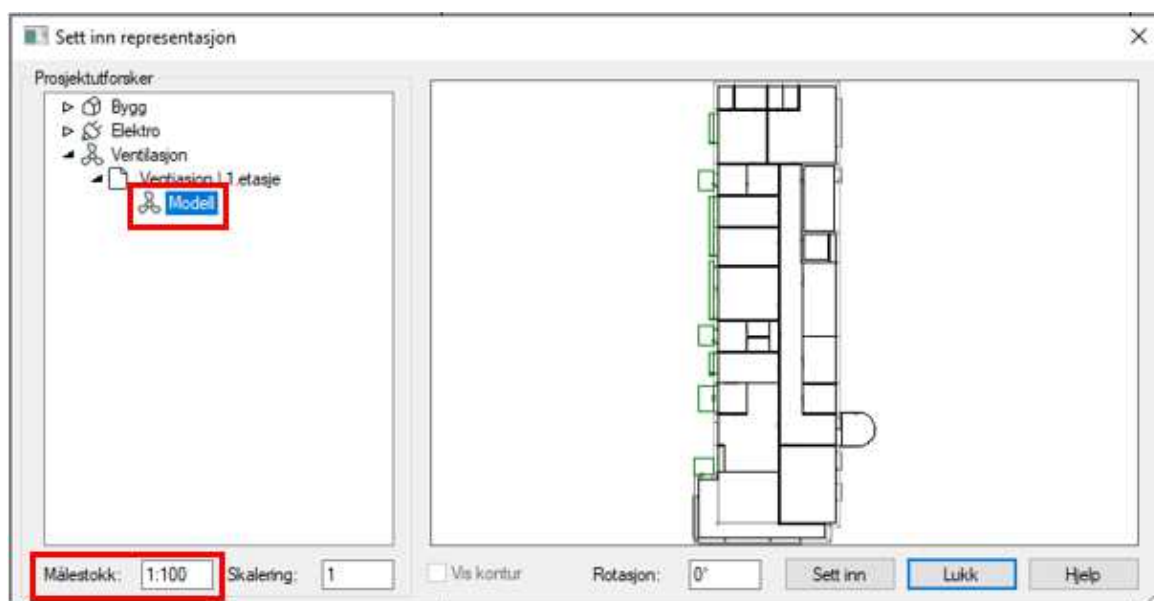 Sett inn representasjon
Prosjektutforsker
Bygg
Elektro
Ventilasjon
Ventiasjon | 1.etasje
Modell
Målestokk: 1:100 Skalering: 1 Vis kontur Rotasjon: 0° Sett inn Lukk Hjelp